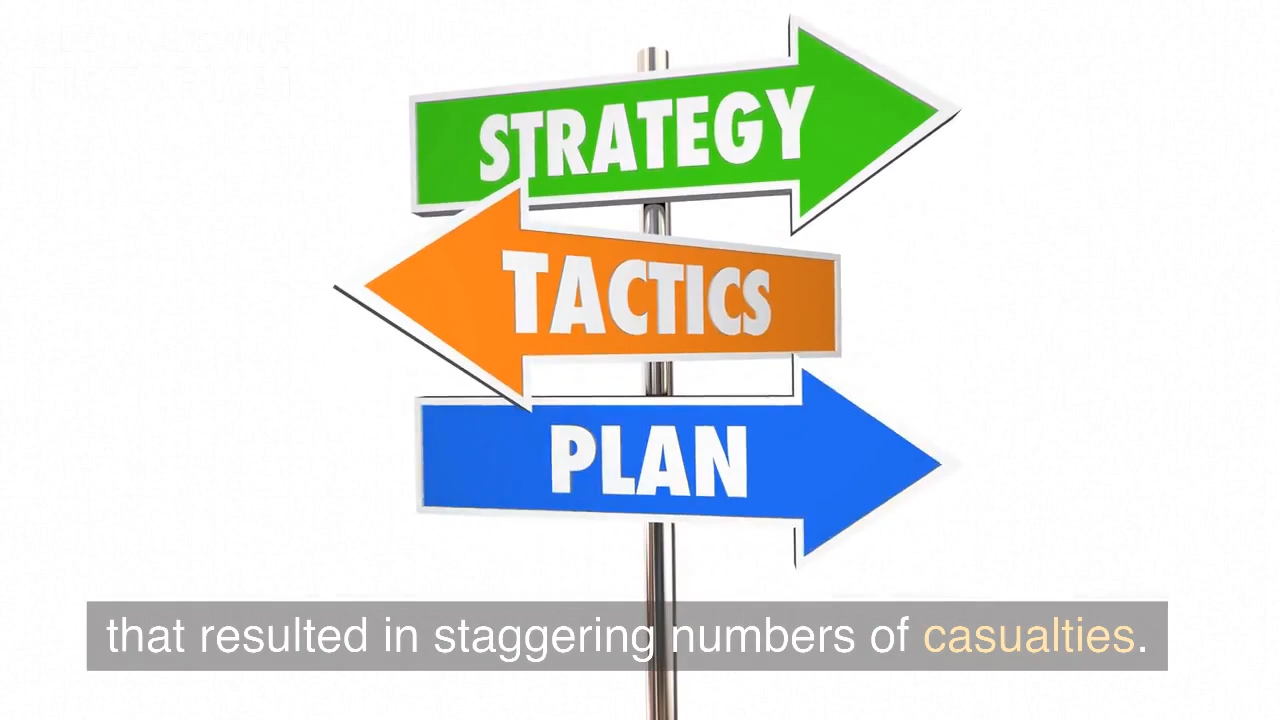 STRATEGY
TACTICS
PLAN
that resulted in staggering numbers of casualties.